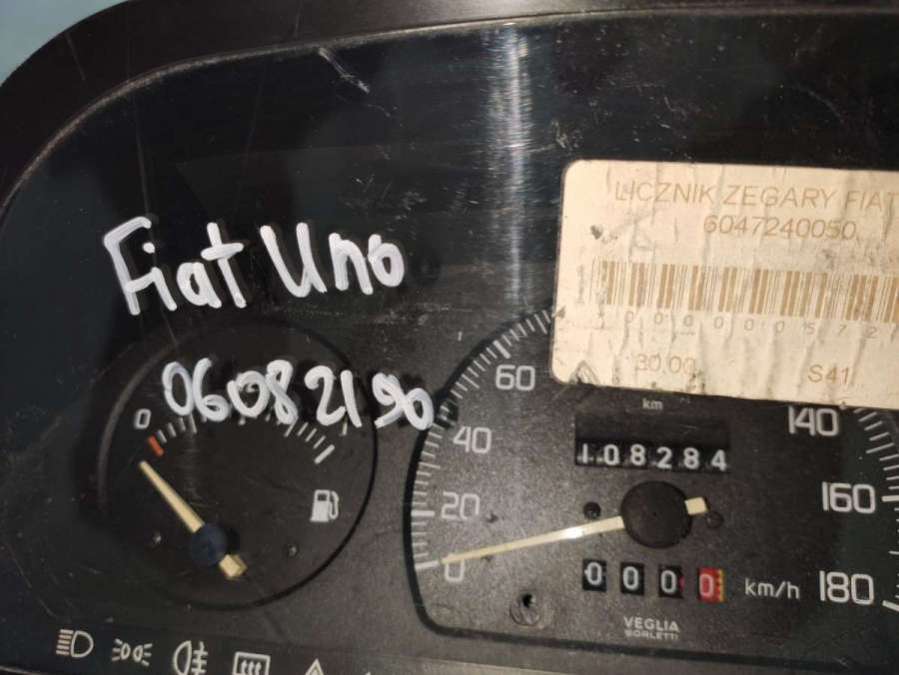 LICZNIK ZEGARY FIAT
6047240050
0000000572
30.00
S41
Fiat Uno
06082190
0
60
40
20
0
km
108284
0000
140
160
180
km/h
VEGLIA
BORLETTI